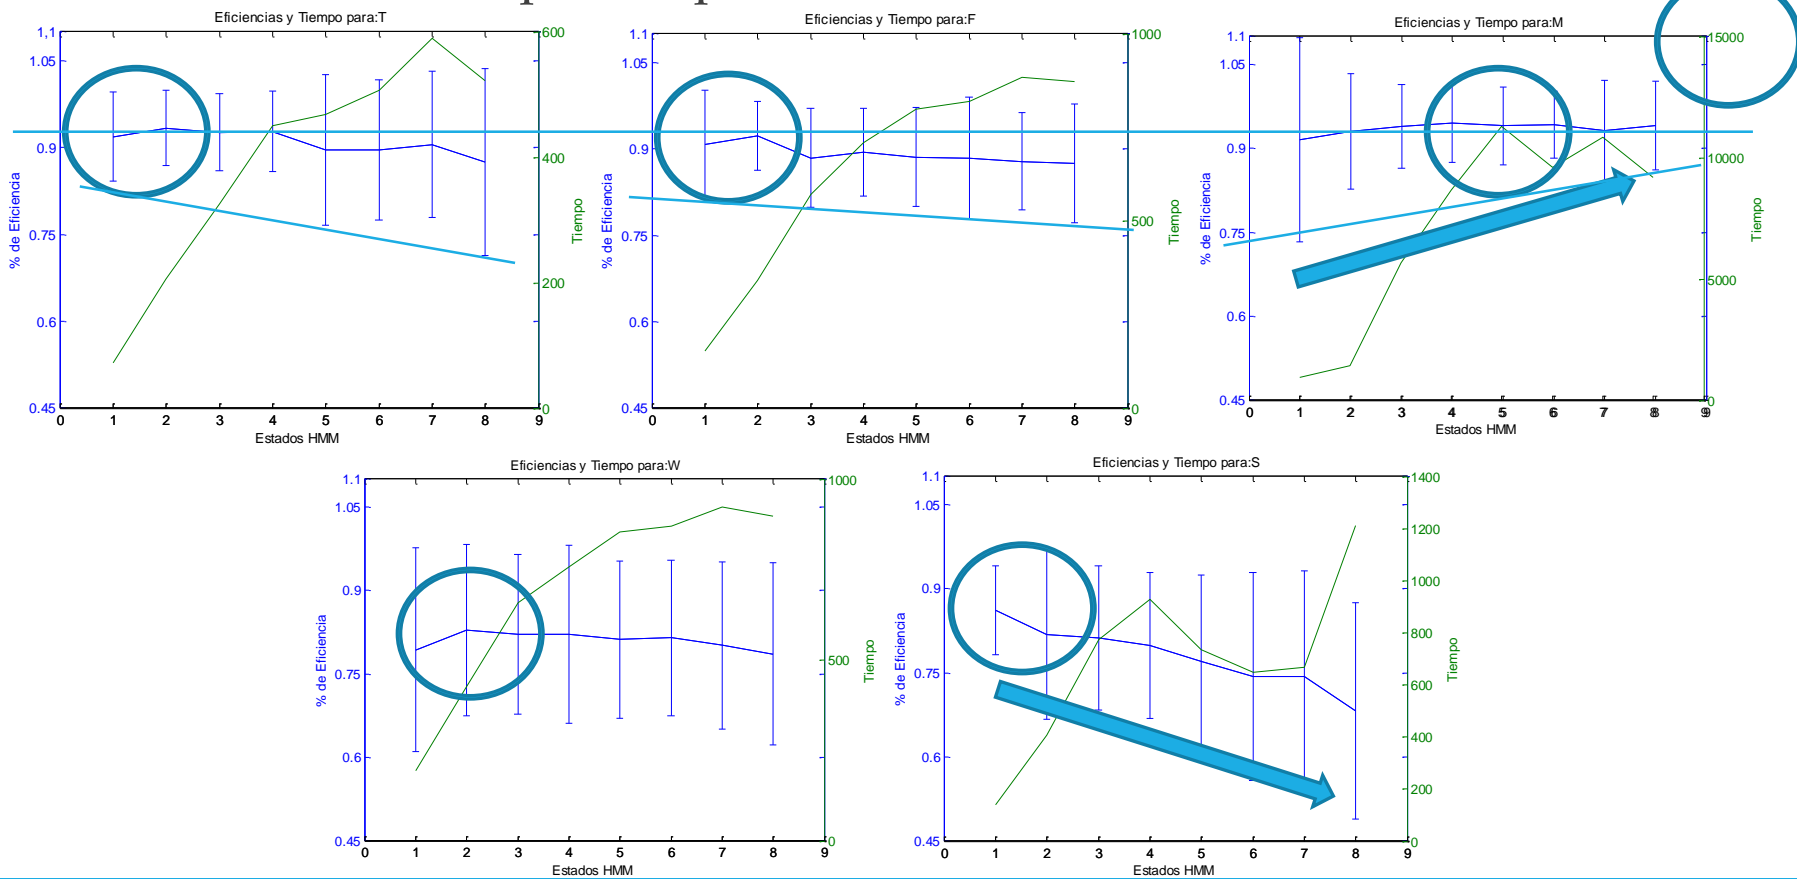 Eficiencias y Tiempo para:T
1,1
1.05
0.9
0.75
0.6
0.45
% de Eficiencia
600
400
200
0
Tiempo
0 1 2 3 4 5 6 7 8 9
Estados HMM
Eficiencias y Tiempo para:F
1.1
1.05
0.9
0.75
0.6
0.45
% de Eficiencia
1000
500
0
Tiempo
0 1 2 3 4 5 6 7 8 9
Estados HMM
Eficiencias y Tiempo para:M
1.1
1.05
0.9
0.75
0.6
0.45
% de Eficiencia
15000
10000
5000
0
Tiempo
0 1 2 3 4 5 6 7 8 9
Estados HMM
Eficiencias y Tiempo para:W
1.1
1.05
0.9
0.75
0.6
0.45
% de Eficiencia
1000
500
0
Tiempo
0 1 2 3 4 5 6 7 8 9
Estados HMM
Eficiencias y Tiempo para:S
1.1
1.05
0.9
0.75
0.6
0.45
% de Eficiencia
1400
1200
1000
800
600
400
200
0
Tiempo
0 1 2 3 4 5 6 7 8 9
Estados HMM